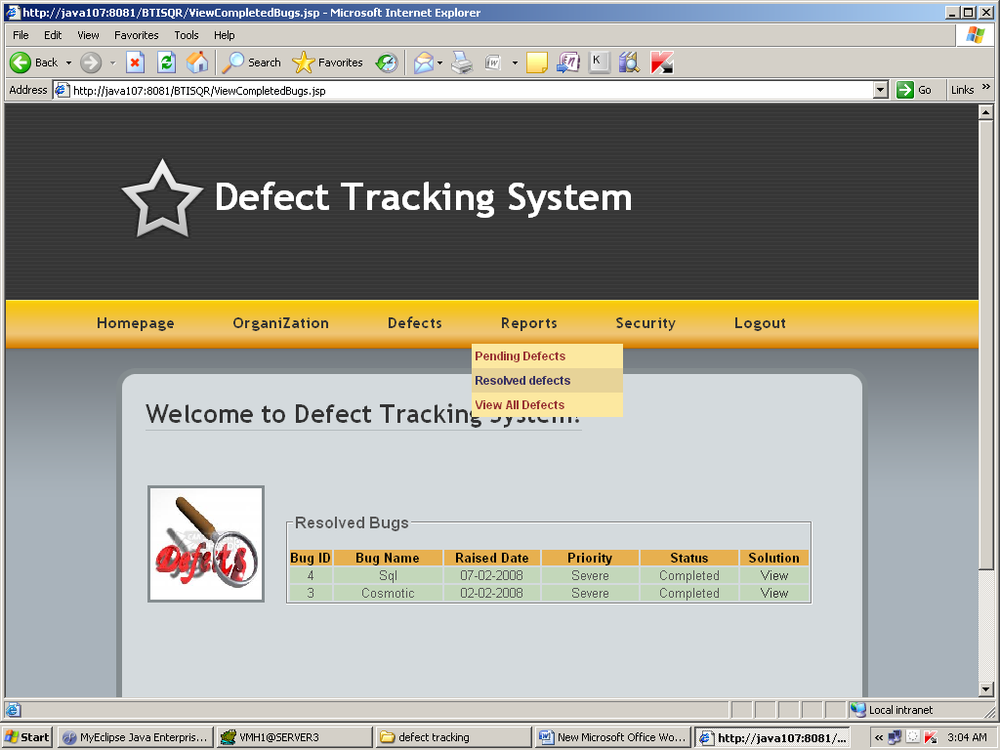 http://java107:8081/BTISQR/ViewCompletedBugs.jsp - Microsoft Internet Explorer
File Edit View Favorites Tools Help
Back Search Favorites
Address http://java107:8081/BTISQR/ViewCompletedBugs.jsp Go Links »
Defect Tracking System
Homepage OrganiZation Defects Reports Security Logout
Pending Defects
Resolved defects
View All Defects
Welcome to Defect Tracking System!
Defects
Resolved Bugs
Bug ID Bug Name Raised Date Priority Status Solution
4 Sql 07-02-2008 Severe Completed View
3 Cosmotic 02-02-2008 Severe Completed View
Local intranet
Start MyEclipse Java Enterpris... VMH1@SERVER3 defect tracking New Microsoft Office Wo... http://java107:8081/... « 3:04 AM